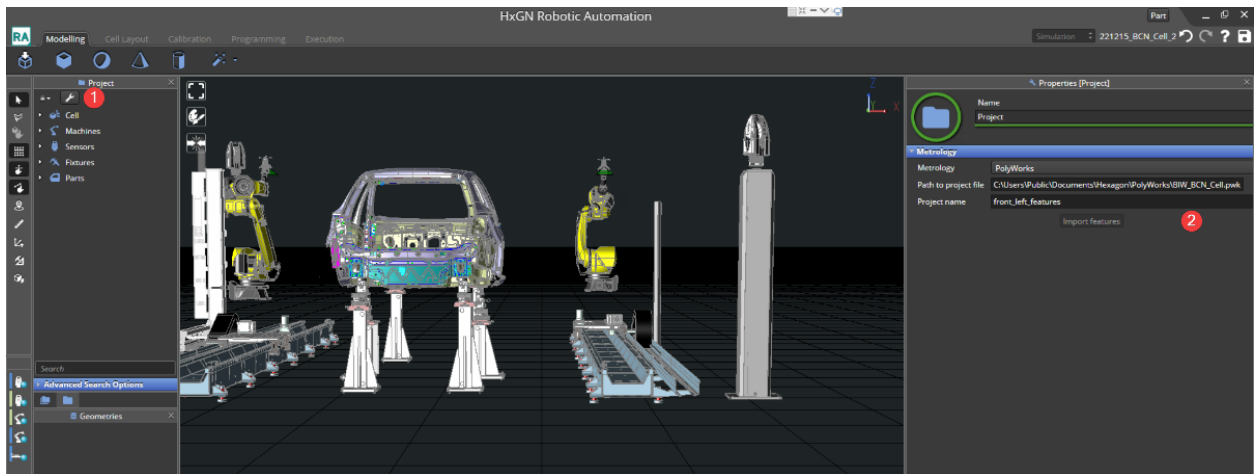 HxGN Robotic Automation
Part
RA
Modelling
Cell Layout
Calibration
Programming
Execution
Simulation
221215_BCN_Cell_2
Project
1
Cell
Machines
Sensors
Fixtures
Parts
Search
Advanced Search Options
Geometries
Z
Y
X
Properties [Project]
Name
Project
Metrology
Metrology
PolyWorks
Path to project file
C:\Users\Public\Documents\Hexagon\PolyWorks\BIW_BCN_Cell.pwk
Project name
front_left_features
Import features
2